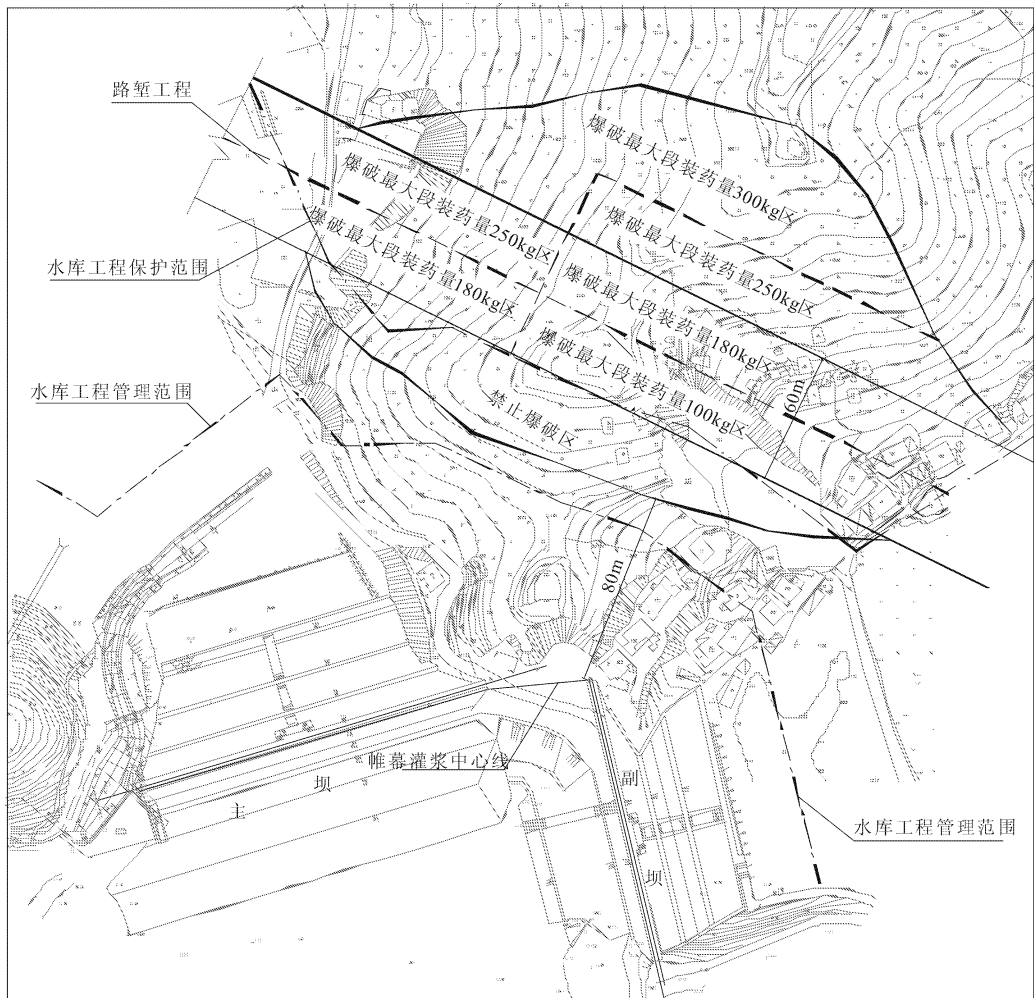 路堑工程
爆破最大段装药量300kg区
爆破最大段装药量250kg区
爆破最大段装药量250kg区
爆破最大段装药量180kg区
水库工程保护范围
爆破最大段装药量180kg区
爆破最大段装药量100kg区
60m
水库工程管理范围
禁止爆破区
80m
帷幕灌浆中心线
主坝
副坝
水库工程管理范围